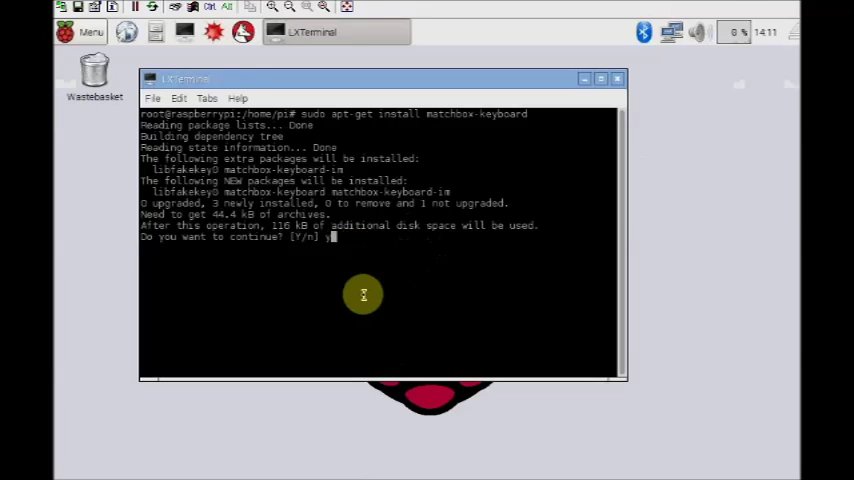 Ctrl Alt
Menu
LXTerminal
0 %
14:11
Wastebasket
LXTerminal
File Edit Tabs Help
root@raspberrypi:/home/pi# sudo apt-get install matchbox-keyboard
Reading package lists... Done
Building dependency tree
Reading state information... Done
The following extra packages will be installed:
libfakekey0 matchbox-keyboard-im
The following NEW packages will be installed:
libfakekey0 matchbox-keyboard matchbox-keyboard-im
0 upgraded, 3 newly installed, 0 to remove and 1 not upgraded.
Need to get 44.4 kB of archives.
After this operation, 116 kB of additional disk space will be used.
Do you want to continue? [Y/n] y